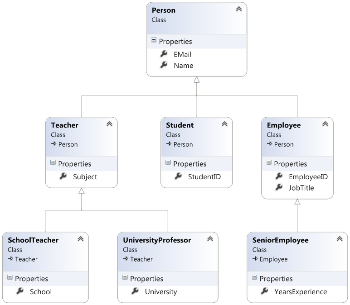 Person
Class
Properties
EMail
Name
Teacher
Class
Person
Properties
Subject
Student
Class
Person
Properties
StudentID
Employee
Class
Person
Properties
EmployeeID
JobTitle
SchoolTeacher
Class
Teacher
Properties
School
UniversityProfessor
Class
Teacher
Properties
University
SeniorEmployee
Class
Employee
Properties
YearsExperience